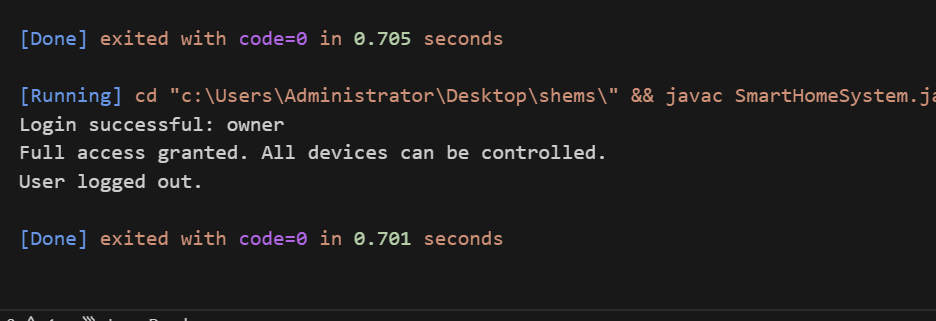 [Done] exited with code=0 in 0.705 seconds
[Running] cd "c:\Users\Administrator\Desktop\shems\" && javac SmartHomeSystem.ja
Login successful: owner
Full access granted. All devices can be controlled.
User logged out.
[Done] exited with code=0 in 0.701 seconds